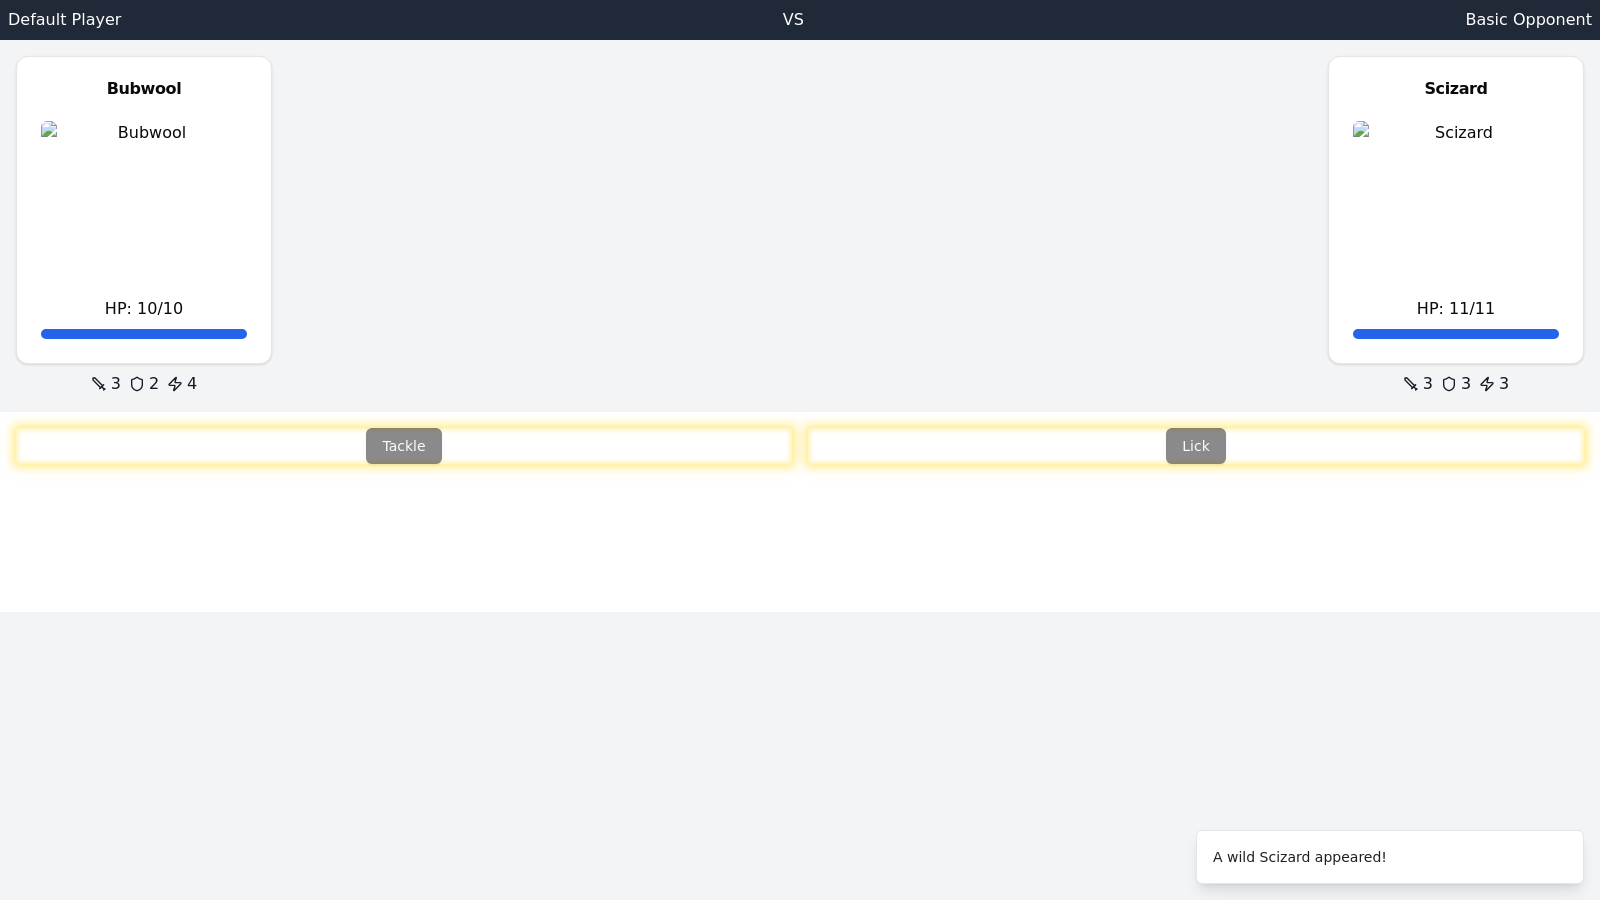 Default Player
VS
Basic Opponent
Bubwool
Bubwool
HP: 10/10
3 2 4
Scizard
Scizard
HP: 11/11
3 3 3
Tackle
Lick
A wild Scizard appeared!